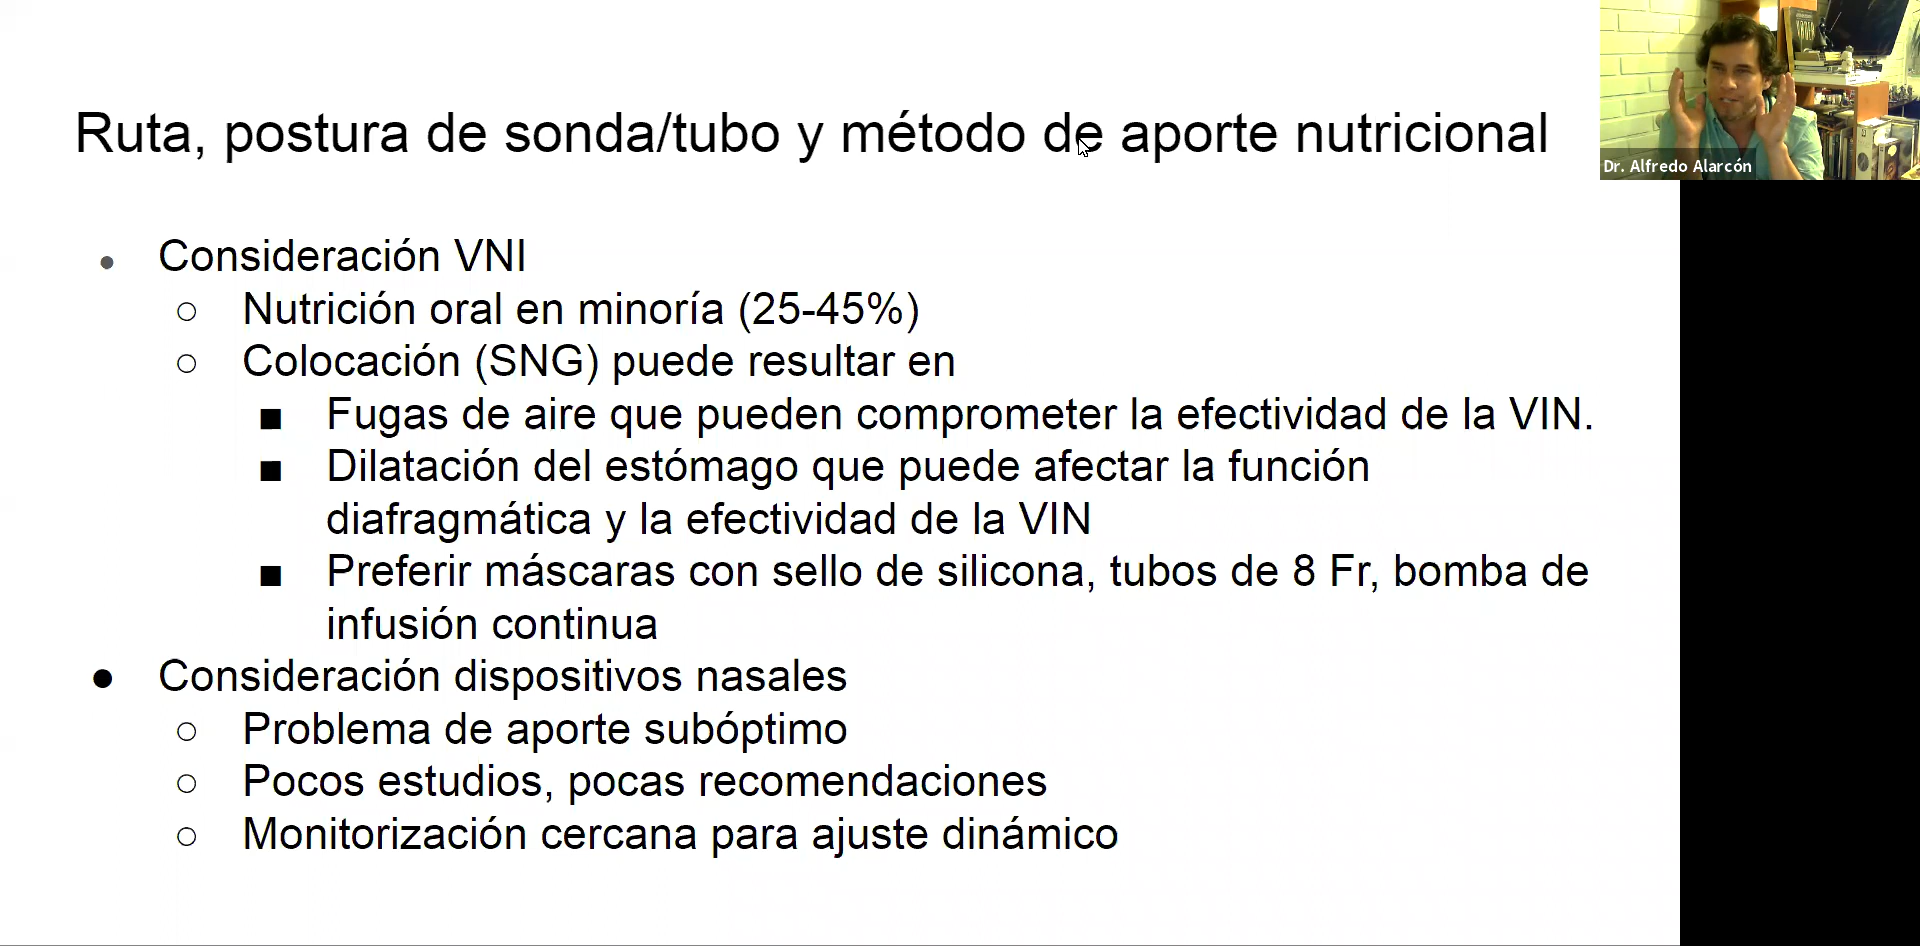 Ruta, postura de sonda/tubo y método de aporte nutricional
Dr. Alfredo Alarcón
● Consideración VNI
○ Nutrición oral en minoría (25-45%)
○ Colocación (SNG) puede resultar en
■ Fugas de aire que pueden comprometer la efectividad de la VIN.
■ Dilatación del estómago que puede afectar la función
diafragmática y la efectividad de la VIN
■ Preferir máscaras con sello de silicona, tubos de 8 Fr, bomba de
infusión continua
● Consideración dispositivos nasales
○ Problema de aporte subóptimo
○ Pocos estudios, pocas recomendaciones
○ Monitorización cercana para ajuste dinámico